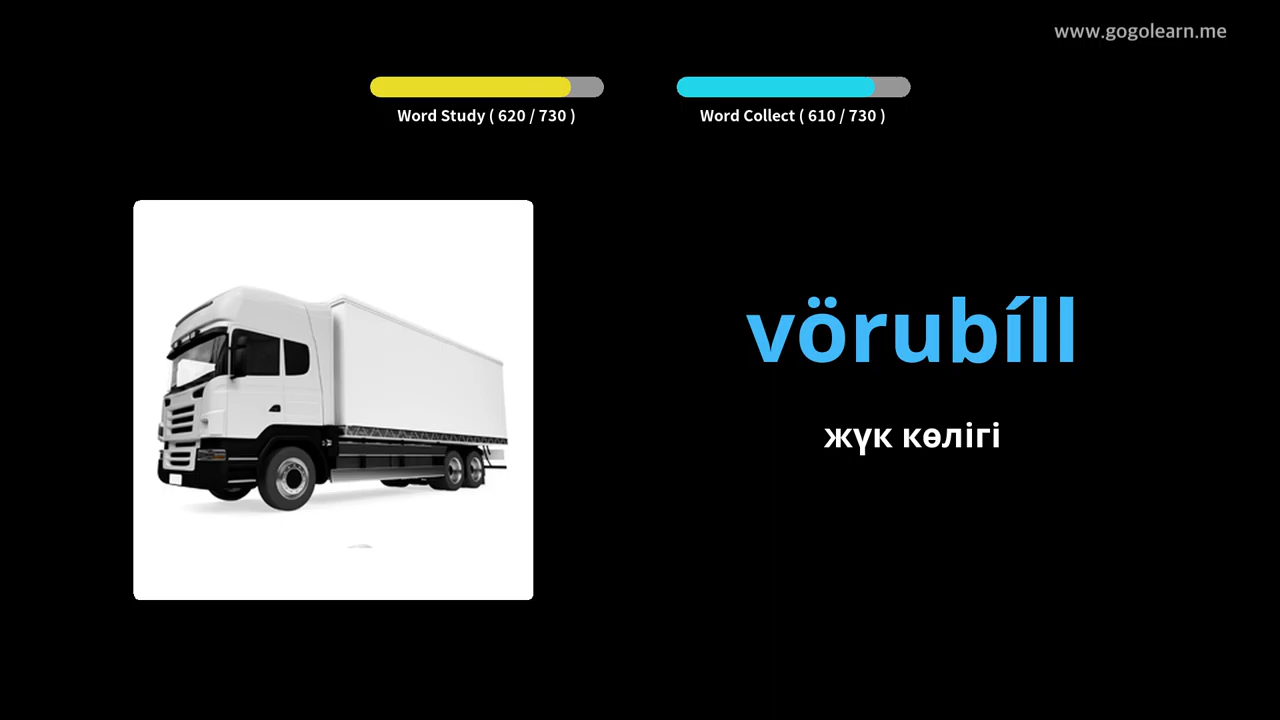 www.gogolearn.me
Word Study ( 620 / 730 )
Word Collect ( 610 / 730 )
vörubíll
жүк көлігі